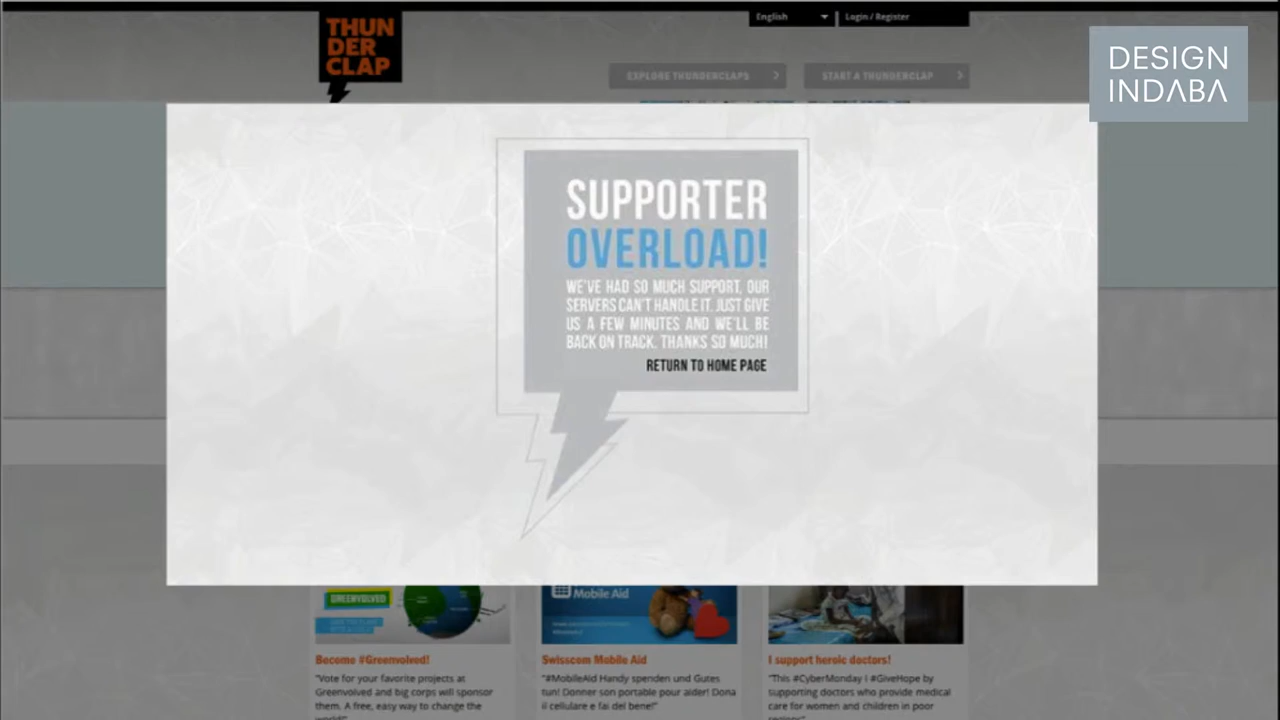 THUN
DER
CLAP
English
Login / Register
DESIGN
INDABA
EXPLORE THUNDERCLAPS
START A THUNDERCLAP
SUPPORTER
OVERLOAD!
WE'VE HAD SO MUCH SUPPORT, OUR
SERVERS CAN'T HANDLE IT. JUST GIVE
US A FEW MINUTES AND WE'LL BE
BACK ON TRACK. THANKS SO MUCH!
RETURN TO HOME PAGE
GREENVOLVED
Mobile Aid
Become #Greenvolved!
Swisscom Mobile Aid
I support heroic doctors!
"Vote for your favorite projects at
Greenvolved and big corps will sponsor
them. A free, easy way to change the
world!"
"#MobileAid Handy spenden und Gutes
tun! Donner son portable pour aider! Dona
il cellulare e fai del bene!"
"This #CyberMonday I #GiveHope by
supporting doctors who provide medical
care for women and children in poor
regions"